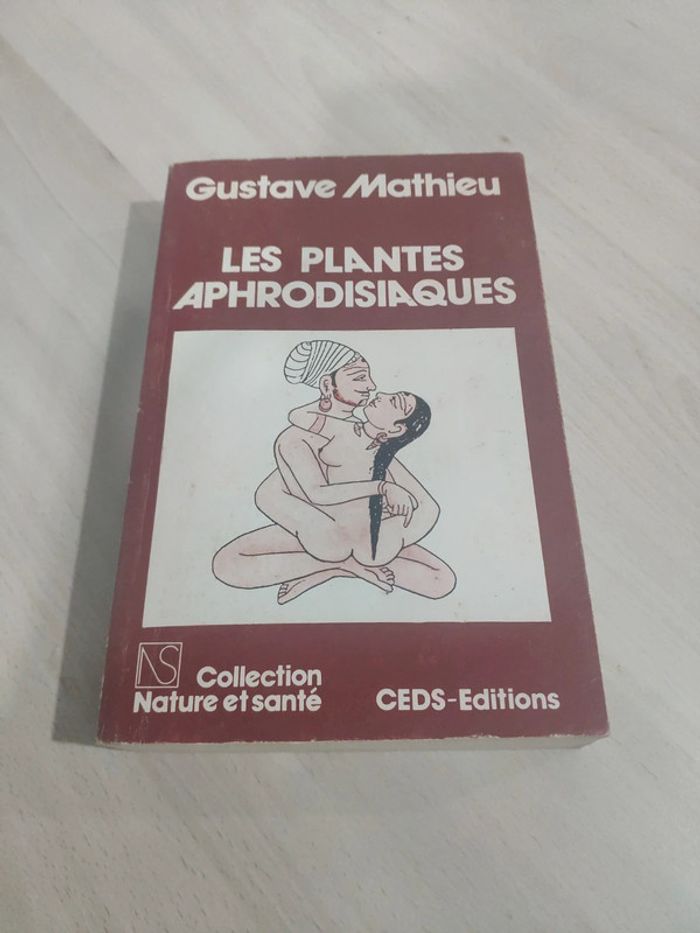 Gustave Mathieu
LES PLANTES
APHRODISIAQUES
NS
Collection
Nature et santé
CEDS-Editions